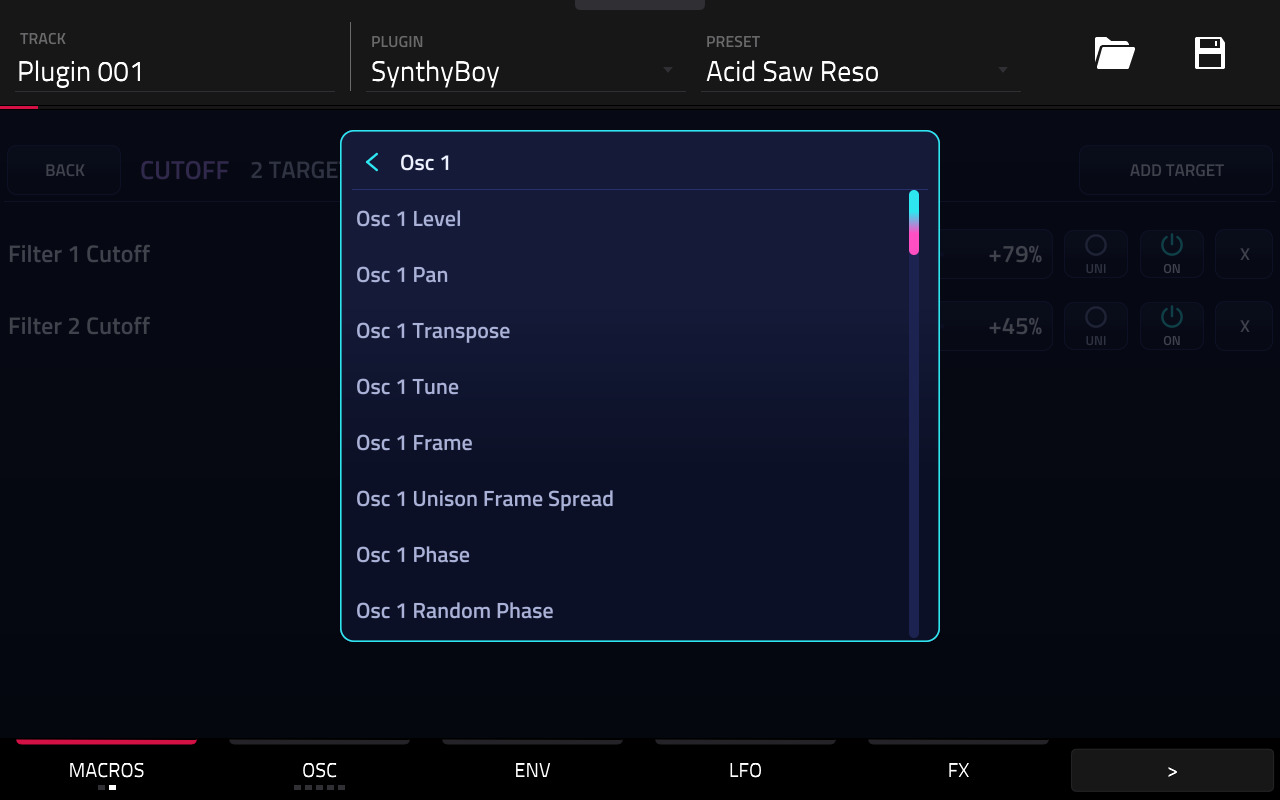 TRACK
Plugin 001
PLUGIN
SynthyBoy
PRESET
Acid Saw Reso
BACK
CUTOFF
2 TARGE
ADD TARGET
Osc 1
Osc 1 Level
Osc 1 Pan
Osc 1 Transpose
Osc 1 Tune
Osc 1 Frame
Osc 1 Unison Frame Spread
Osc 1 Phase
Osc 1 Random Phase
Filter 1 Cutoff
+79%
UNI
ON
X
Filter 2 Cutoff
+45%
UNI
ON
X
MACROS
OSC
ENV
LFO
FX
>